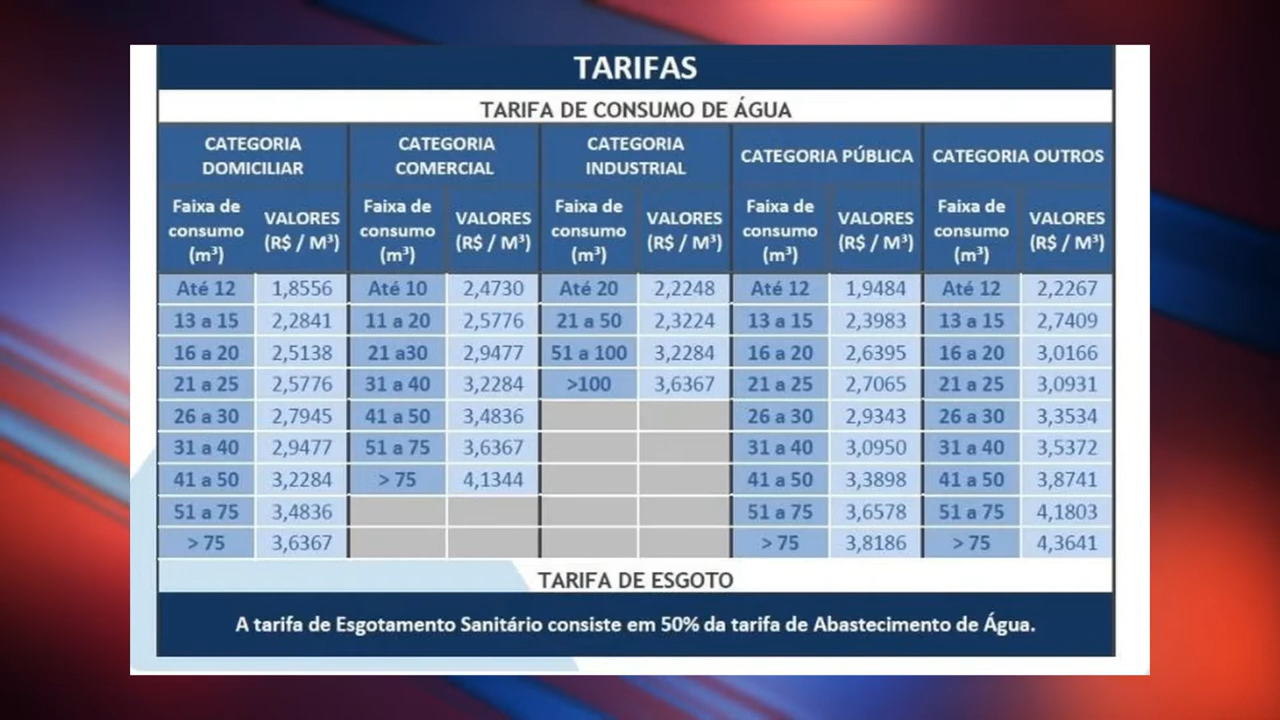 TARIFAS
TARIFA DE CONSUMO DE ÁGUA
CATEGORIA DOMICILIAR CATEGORIA COMERCIAL CATEGORIA INDUSTRIAL CATEGORIA PÚBLICA CATEGORIA OUTROS
Faixa de consumo (m³) VALORES (R$ / M³) Faixa de consumo (m³) VALORES (R$ / M³) Faixa de consumo (m³) VALORES (R$ / M³) Faixa de consumo (m³) VALORES (R$ / M³) Faixa de consumo (m³) VALORES (R$ / M³)
Até 12 1,8556 Até 10 2,4730 Até 20 2,2248 Até 12 1,9484 Até 12 2,2267
13 a 15 2,2841 11 a 20 2,5776 21 a 50 2,3224 13 a 15 2,3983 13 a 15 2,7409
16 a 20 2,5138 21 a30 2,9477 51 a 100 3,2284 16 a 20 2,6395 16 a 20 3,0166
21 a 25 2,5776 31 a 40 3,2284 >100 3,6367 21 a 25 2,7065 21 a 25 3,0931
26 a 30 2,7945 41 a 50 3,4836 26 a 30 2,9343 26 a 30 3,3534
31 a 40 2,9477 51 a 75 3,6367 31 a 40 3,0950 31 a 40 3,5372
41 a 50 3,2284 > 75 4,1344 41 a 50 3,3898 41 a 50 3,8741
51 a 75 3,4836 51 a 75 3,6578 51 a 75 4,1803
> 75 3,6367 > 75 3,8186 > 75 4,3641
TARIFA DE ESGOTO
A tarifa de Esgotamento Sanitário consiste em 50% da tarifa de Abastecimento de Água.